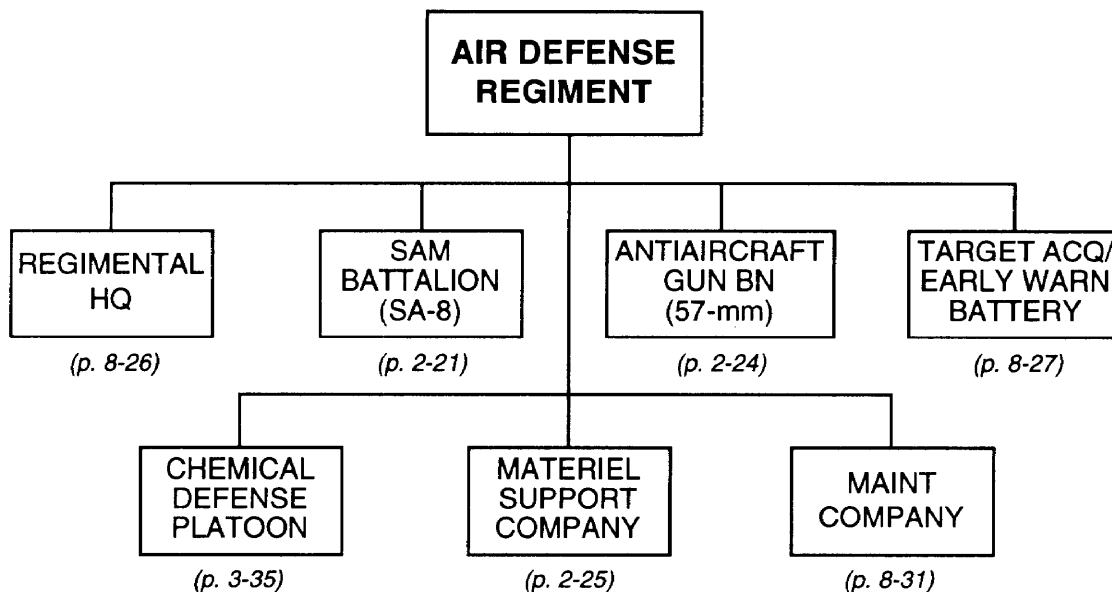 AIR DEFENSE
REGIMENT
REGIMENTAL
HQ
(p. 8-26)
SAM
BATTALION
(SA-8)
(p. 2-21)
ANTIAIRCRAFT
GUN BN
(57-mm)
(p. 2-24)
TARGET ACQ/
EARLY WARN
BATTERY
(p. 8-27)
CHEMICAL
DEFENSE
PLATOON
(p. 3-35)
MATERIEL
SUPPORT
COMPANY
(p. 2-25)
MAINT
COMPANY
(p. 8-31)